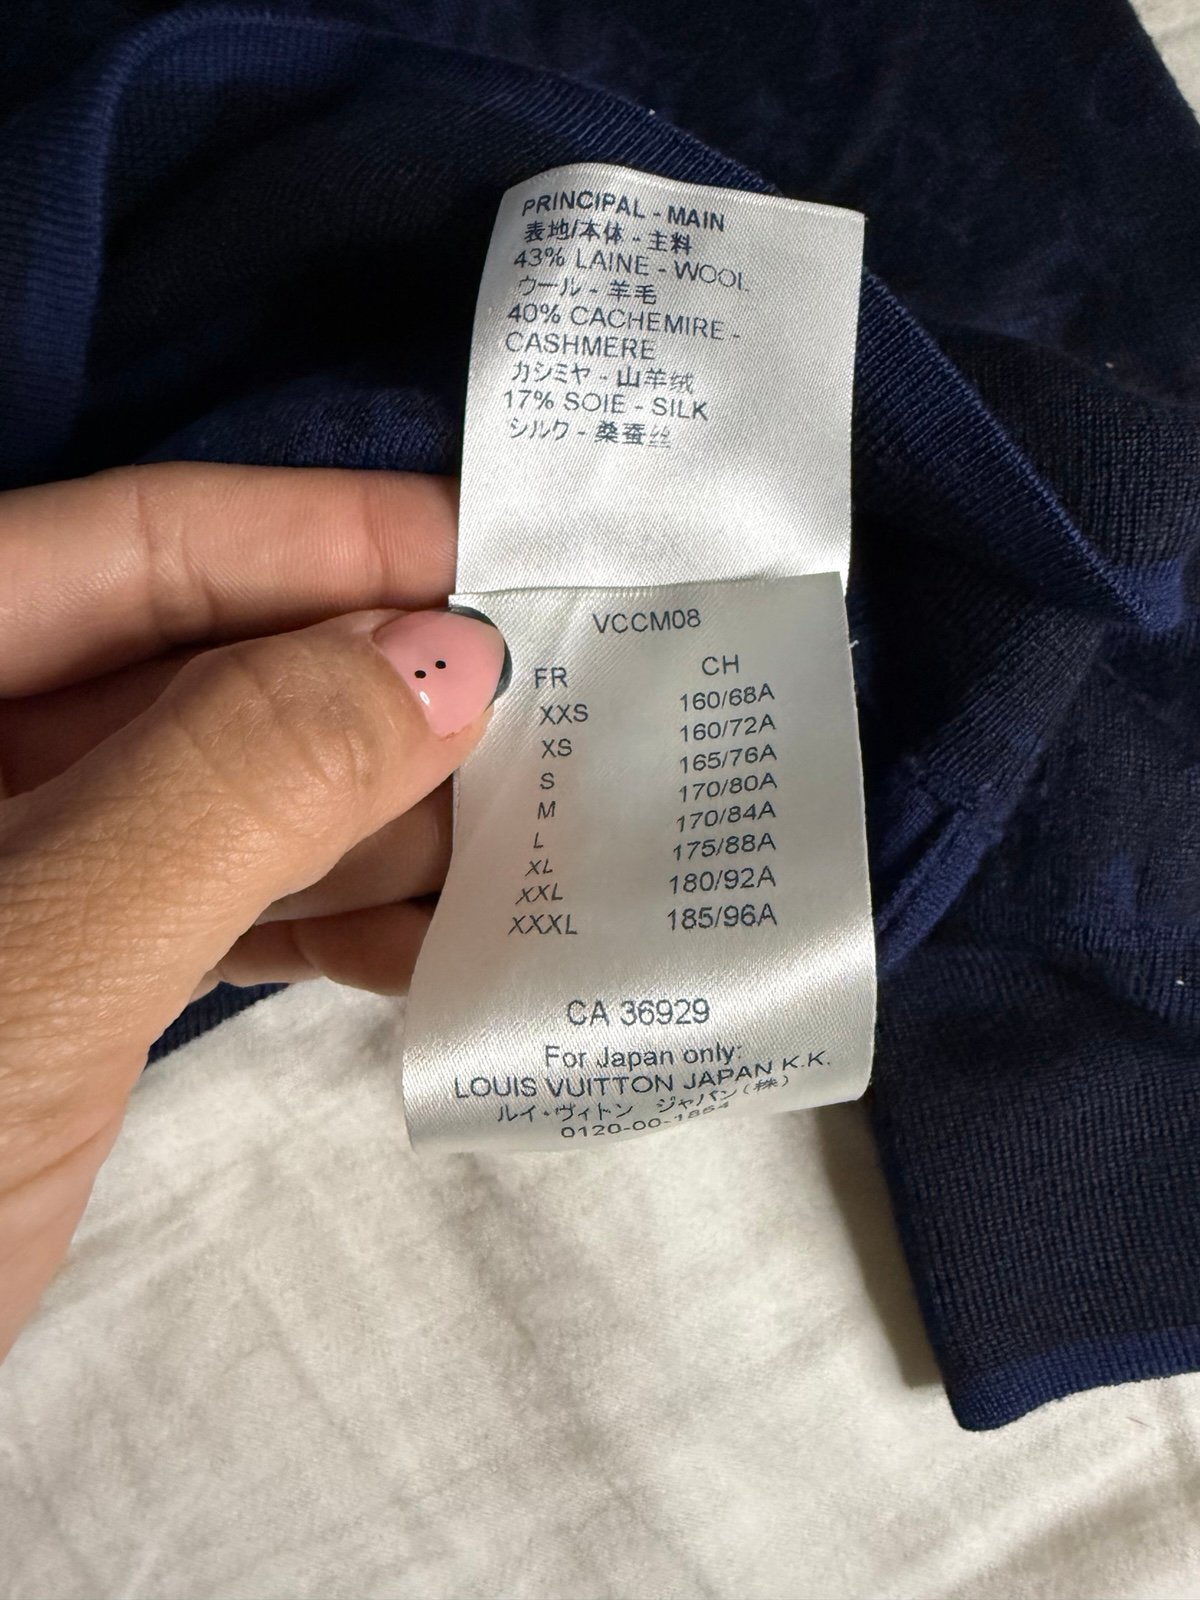 PRINCIPAL - MAIN
表地/本体 - 主料
43% LAINE - WOOL
ウール - 羊毛
40% CACHEMIRE -
CASHMERE
カシミヤ - 山羊绒
17% SOIE - SILK
シルク - 桑蚕丝
VCCM08
FR CH
XXS 160/68A
XS 160/72A
S 165/76A
M 170/80A
L 170/84A
XL 175/88A
XXL 180/92A
XXXL 185/96A
CA 36929
For Japan only:
LOUIS VUITTON JAPAN K.K.
ルイ・ヴィトン ジャパン(株)
0120-00-1854